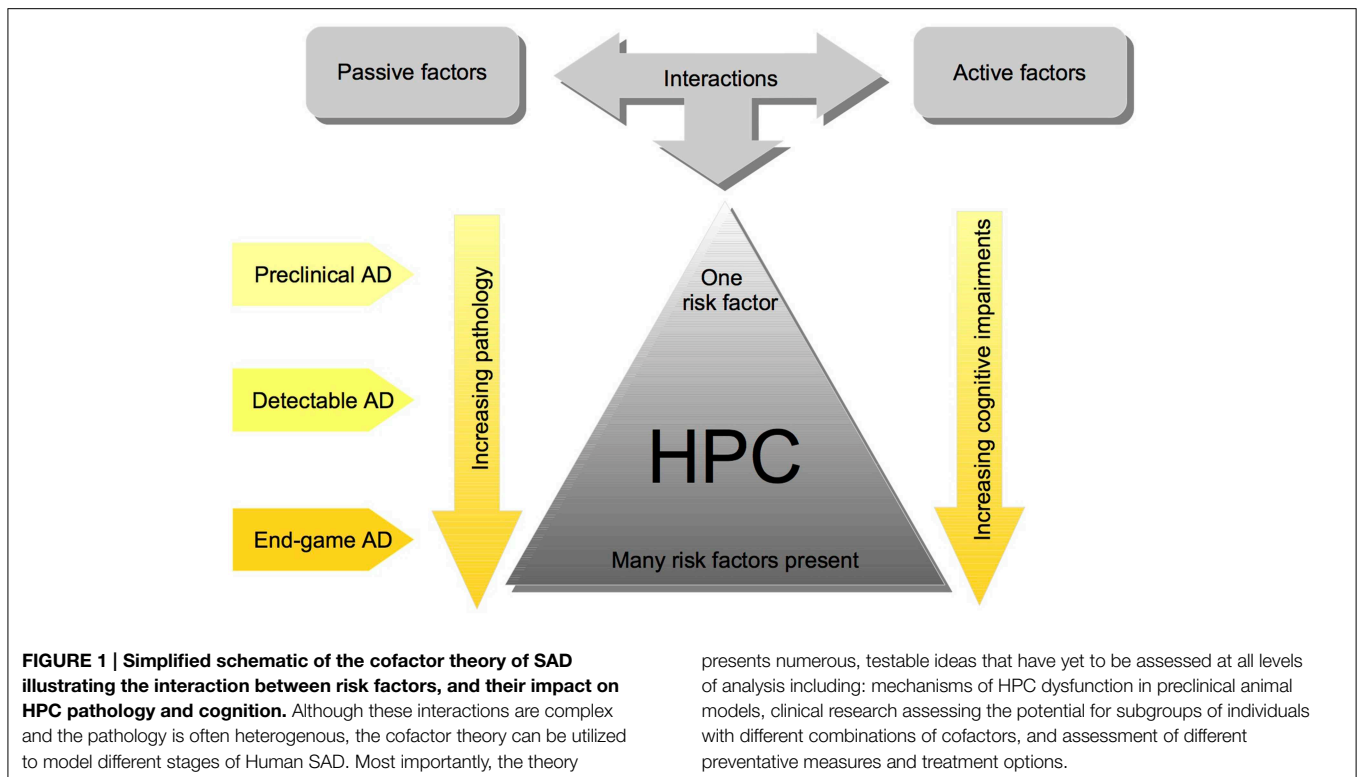 Passive factors
Interactions
Active factors
Preclinical AD
Detectable AD
End-game AD
Increasing pathology
One
risk factor
HPC
Many risk factors present
Increasing cognitive impairments
FIGURE 1 | Simplified schematic of the cofactor theory of SAD
illustrating the interaction between risk factors, and their impact on
HPC pathology and cognition. Although these interactions are complex
and the pathology is often heterogenous, the cofactor theory can be utilized
to model different stages of Human SAD. Most importantly, the theory
presents numerous, testable ideas that have yet to be assessed at all levels
of analysis including: mechanisms of HPC dysfunction in preclinical animal
models, clinical research assessing the potential for subgroups of individuals
with different combinations of cofactors, and assessment of different
preventative measures and treatment options.